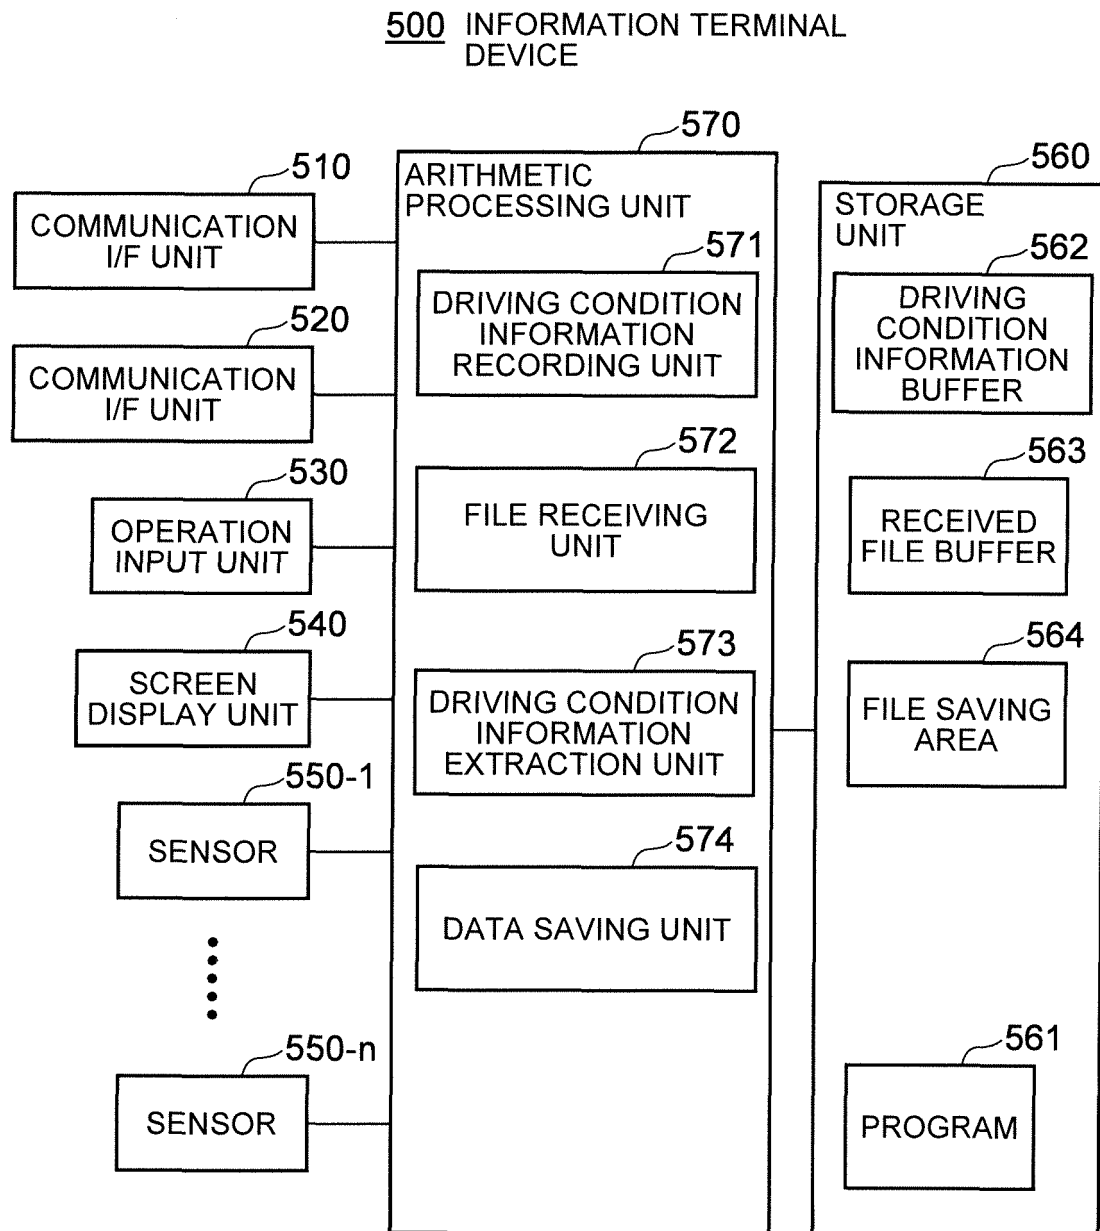 500 INFORMATION TERMINAL
DEVICE
510
COMMUNICATION
I/F UNIT
520
COMMUNICATION
I/F UNIT
530
OPERATION
INPUT UNIT
540
SCREEN
DISPLAY UNIT
550-1
SENSOR
550-n
SENSOR
570
ARITHMETIC
PROCESSING UNIT
571
DRIVING CONDITION
INFORMATION
RECORDING UNIT
572
FILE RECEIVING
UNIT
573
DRIVING CONDITION
INFORMATION
EXTRACTION UNIT
574
DATA SAVING UNIT
560
STORAGE
UNIT
562
DRIVING
CONDITION
INFORMATION
BUFFER
563
RECEIVED
FILE BUFFER
564
FILE SAVING
AREA
561
PROGRAM